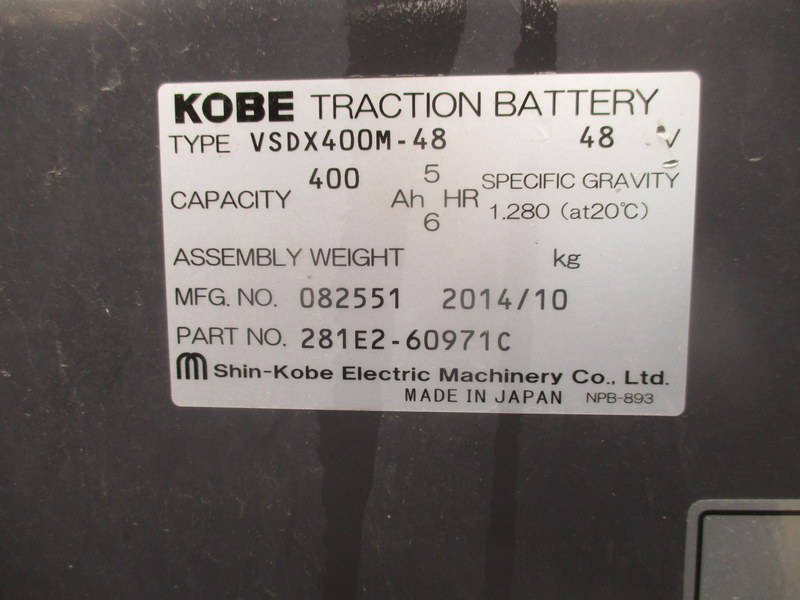 KOBE TRACTION BATTERY
TYPE VSDX400M-48 48 V
CAPACITY 400 Ah 5 HR SPECIFIC GRAVITY
6 1.280 (at20℃)
ASSEMBLY WEIGHT kg
MFG. NO. 082551 2014/10
PART NO. 281E2-60971C
Shin-Kobe Electric Machinery Co., Ltd.
MADE IN JAPAN NPB-893